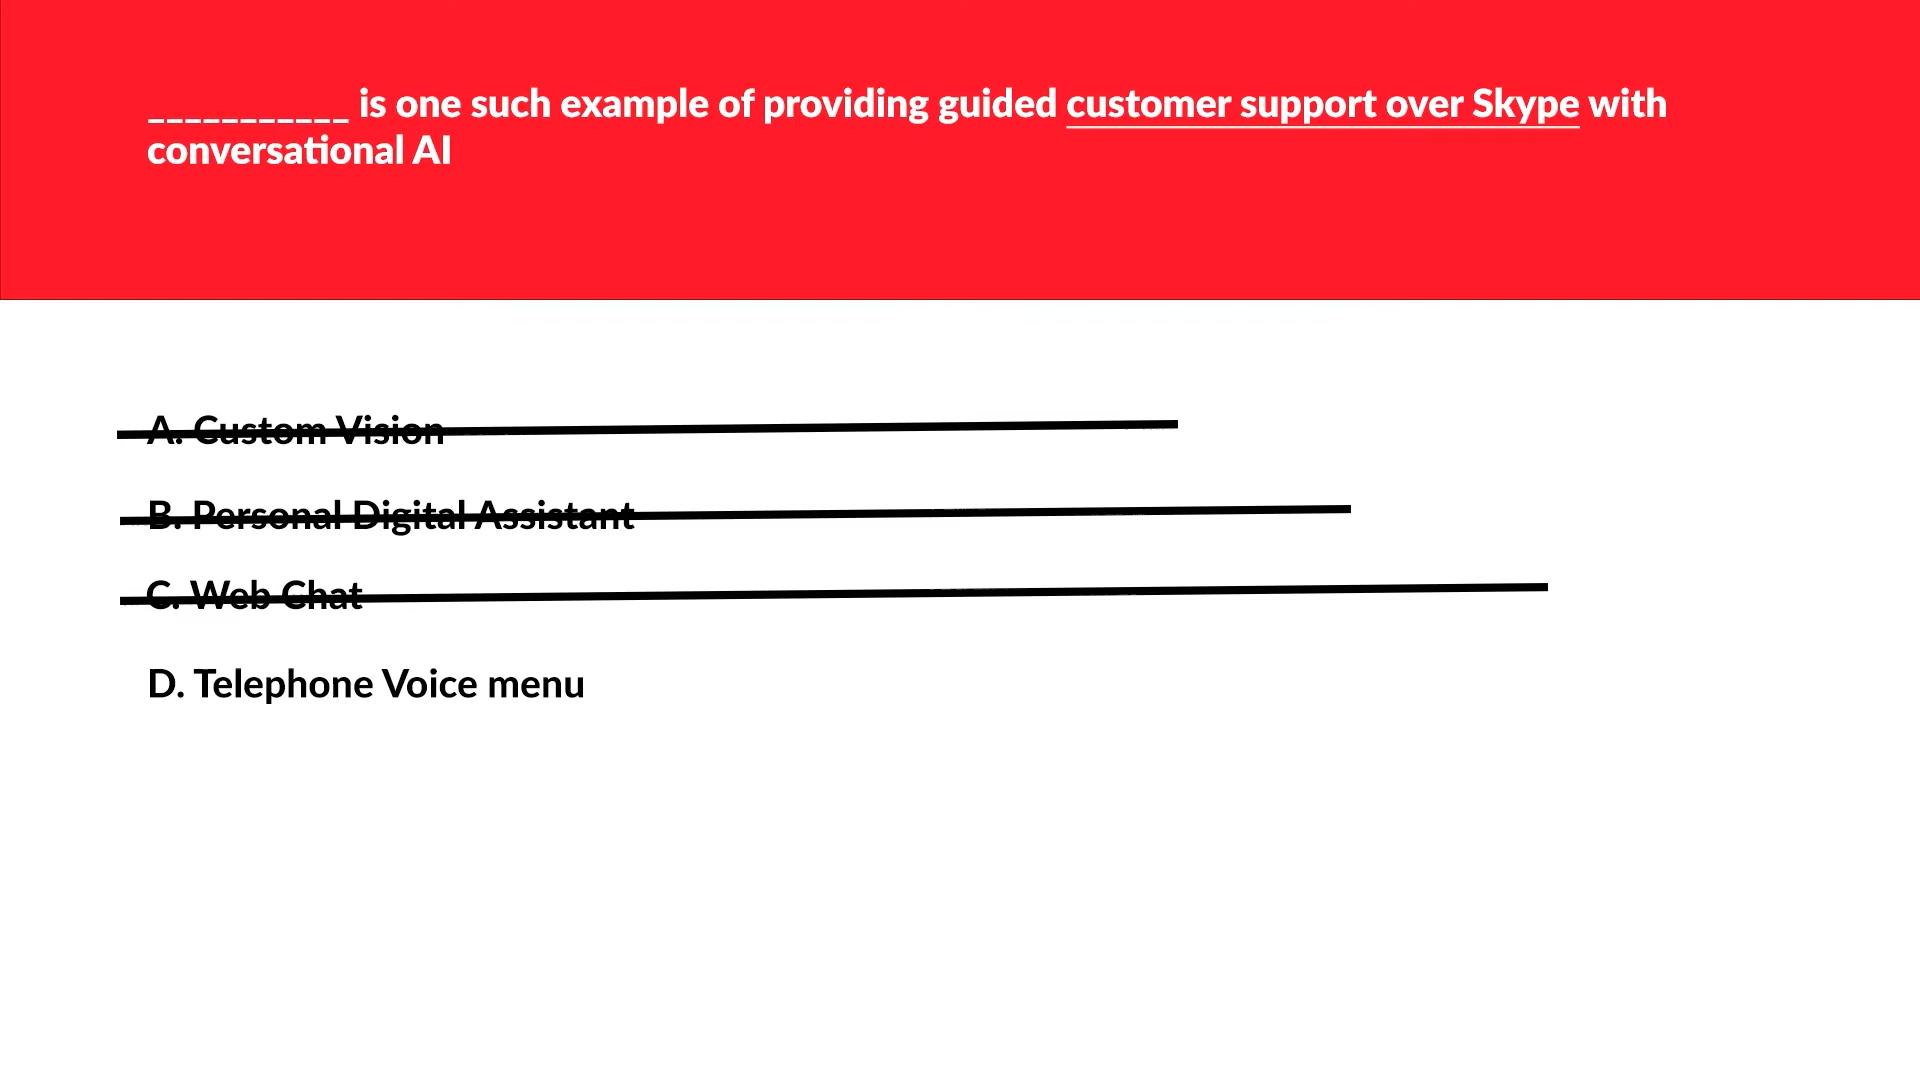 ___________ is one such example of providing guided customer support over Skype with
conversational AI
A. Custom Vision
B. Personal Digital Assistant
C. Web Chat
D. Telephone Voice menu